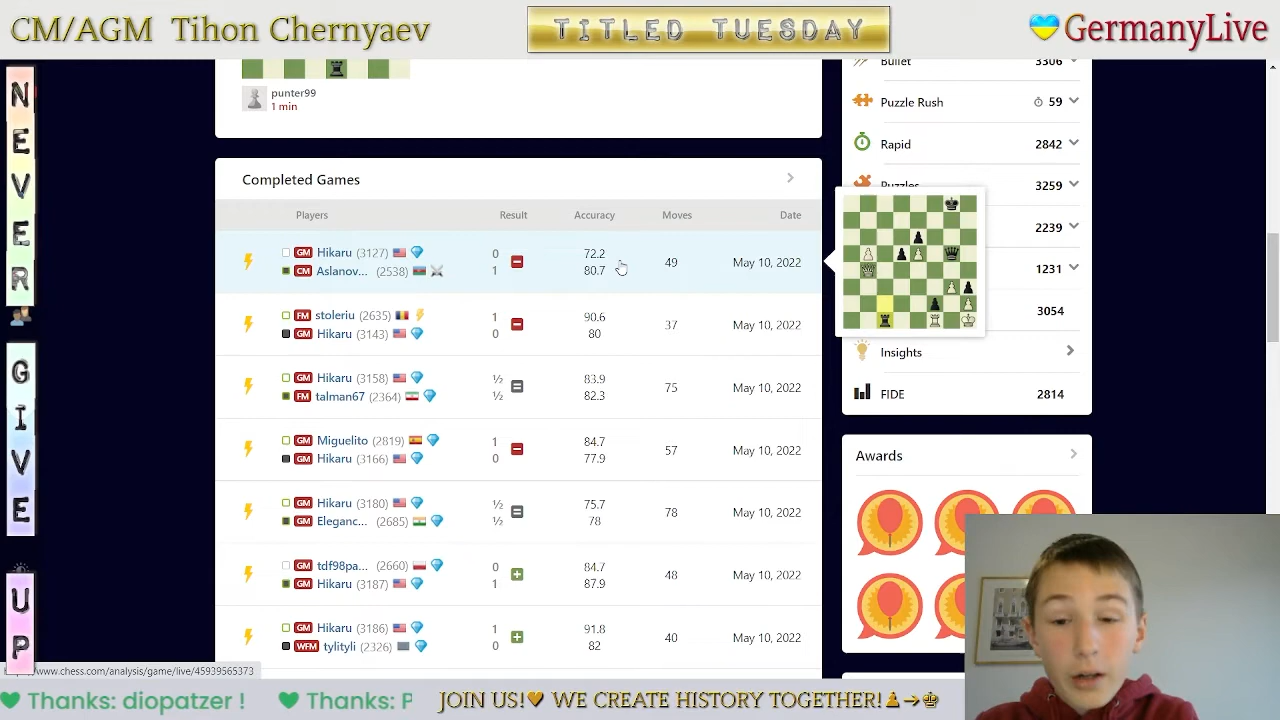 CM/AGM Tihon Chernyaev
TITLED TUESDAY
GermanyLive
NEVER
GIVE
UP
punter99
1 min
Completed Games
Players Result Accuracy Moves Date
GM Hikaru (3127) 0 72.2
CM Aslanov... (2538) 1 80.7
49 May 10, 2022
FM stoleriu (2635) 1 90.6
GM Hikaru (3143) 0 80
37 May 10, 2022
GM Hikaru (3158) ½ 83.9
FM talman67 (2364) ½ 82.3
75 May 10, 2022
GM Miguelito (2819) 1 84.7
GM Hikaru (3166) 0 77.9
57 May 10, 2022
GM Hikaru (3180) ½ 75.7
GM Eleganc... (2685) ½ 78
78 May 10, 2022
GM tdf98pa... (2660) 0 84.7
GM Hikaru (3187) 1 87.9
48 May 10, 2022
GM Hikaru (3186) 1 91.8
WFM tylityli (2326) 0 82
40 May 10, 2022
Bullet 3306
Puzzle Rush 59
Rapid 2842
Puzzles 3259
2239
1231
3054
Insights
FIDE 2814
Awards
www.chess.com/analysis/game/live/45939565373
Thanks: diopatzer !
Thanks: P
JOIN US! WE CREATE HISTORY TOGETHER!